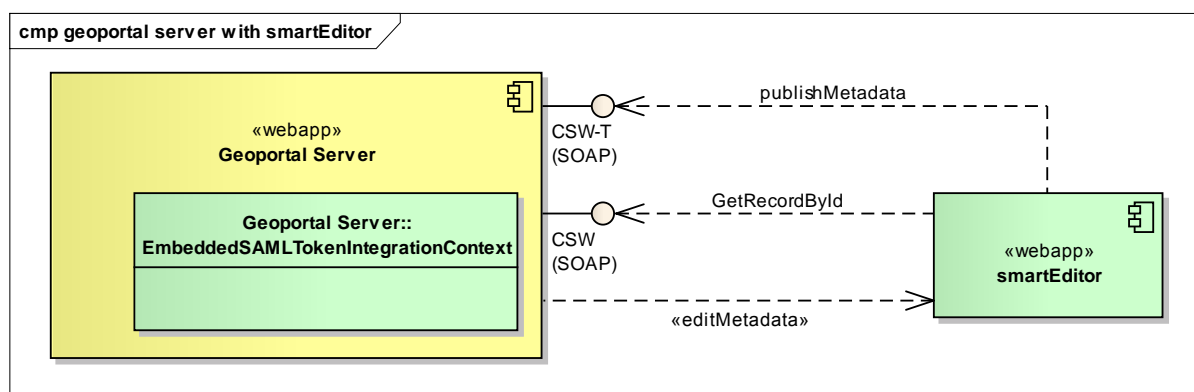 cmp geoportal server with smartEditor
«webapp»
Geoportal Server
Geoportal Server::
EmbeddedSAMLTokenIntegrationContext
CSW-T
(SOAP)
publishMetadata
CSW
(SOAP)
GetRecordById
«editMetadata»
«webapp»
smartEditor